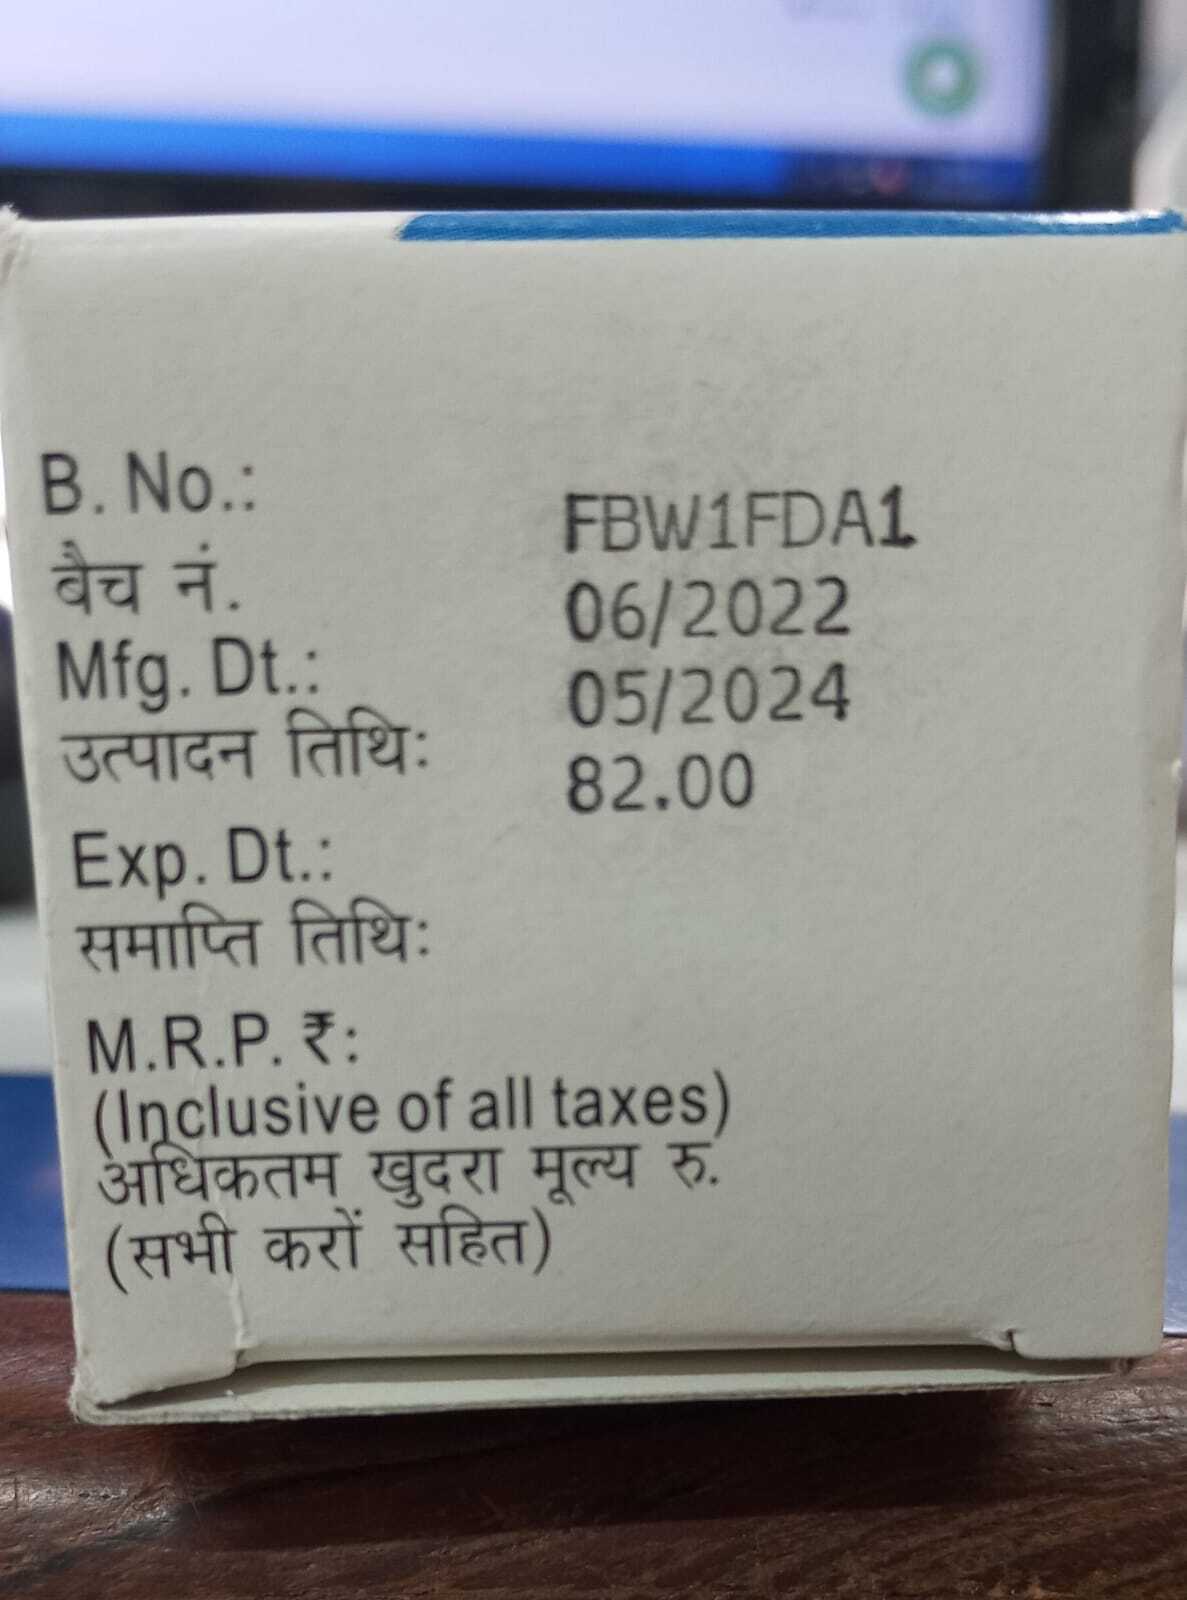 B. No.:
बैच नं.
Mfg. Dt.:
उत्पादन तिथि:
Exp. Dt.:
समाप्ति तिथि:
M.R.P. ₹:
(Inclusive of all taxes)
अधिकतम खुदरा मूल्य रु.
(सभी करों सहित)
FBW1FDA1
06/2022
05/2024
82.00